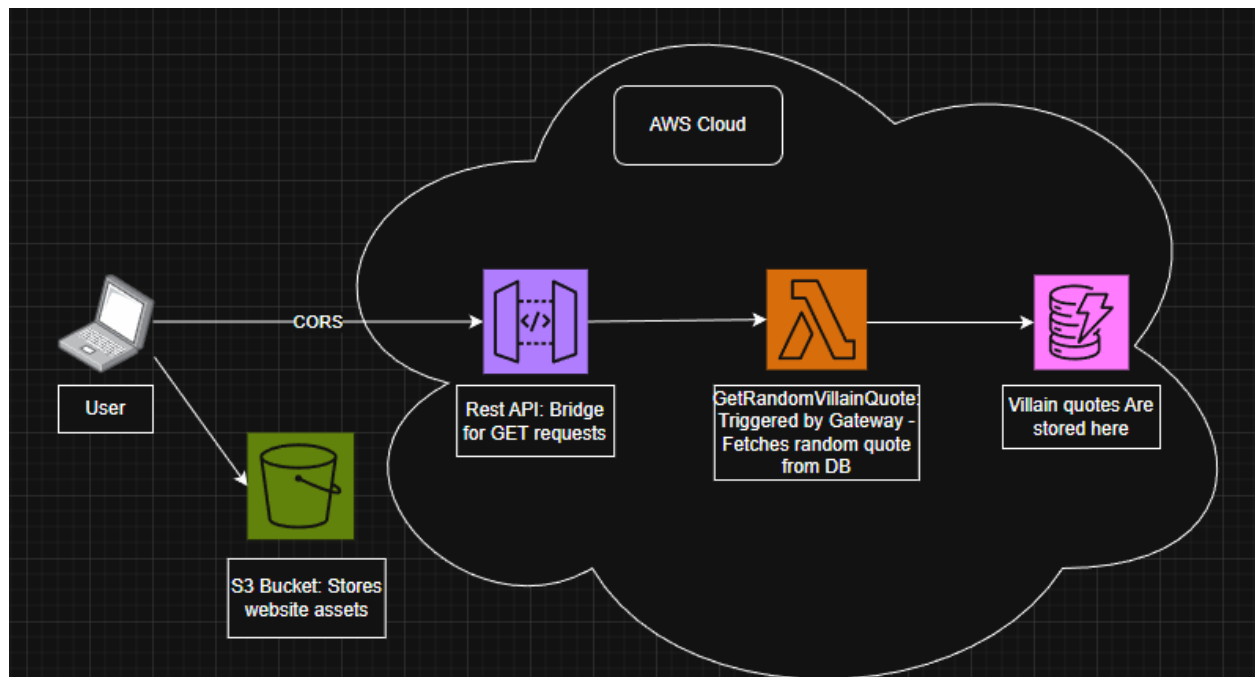 AWS Cloud
CORS
User
Rest API: Bridge
for GET requests
GetRandomVillainQuote:
Triggered by Gateway -
Fetches random quote
from DB
Villain quotes Are
stored here
S3 Bucket: Stores
website assets